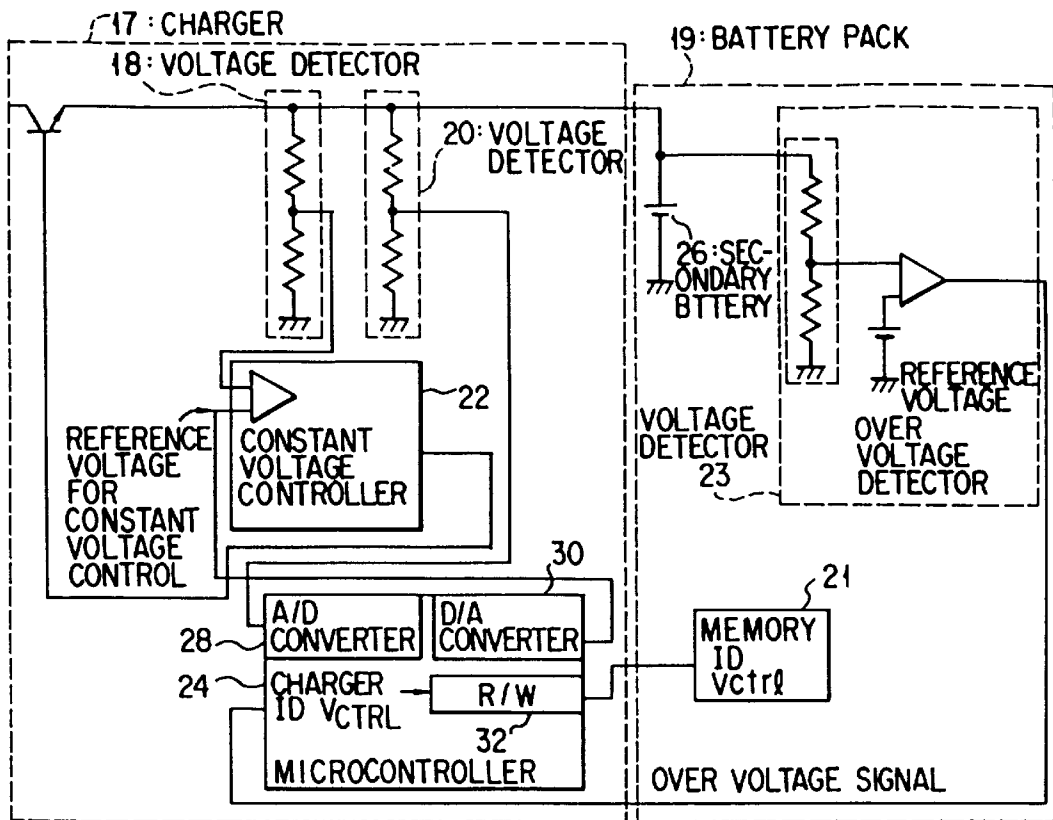 17: CHARGER
18: VOLTAGE DETECTOR
19: BATTERY PACK
20: VOLTAGE
DETECTOR
26: SEC-
ONDARY
BTTERY
22
REFERENCE
VOLTAGE
FOR
CONSTANT
VOLTAGE
CONTROL
CONSTANT
VOLTAGE
CONTROLLER
REFERENCE
VOLTAGE
VOLTAGE
DETECTOR
23
OVER
VOLTAGE
DETECTOR
30
A/D
CONVERTER
28
D/A
CONVERTER
21
MEMORY
ID
Vctrl
24
CHARGER
ID VCTRL
R/W
32
MICROCONTROLLER
OVER VOLTAGE SIGNAL